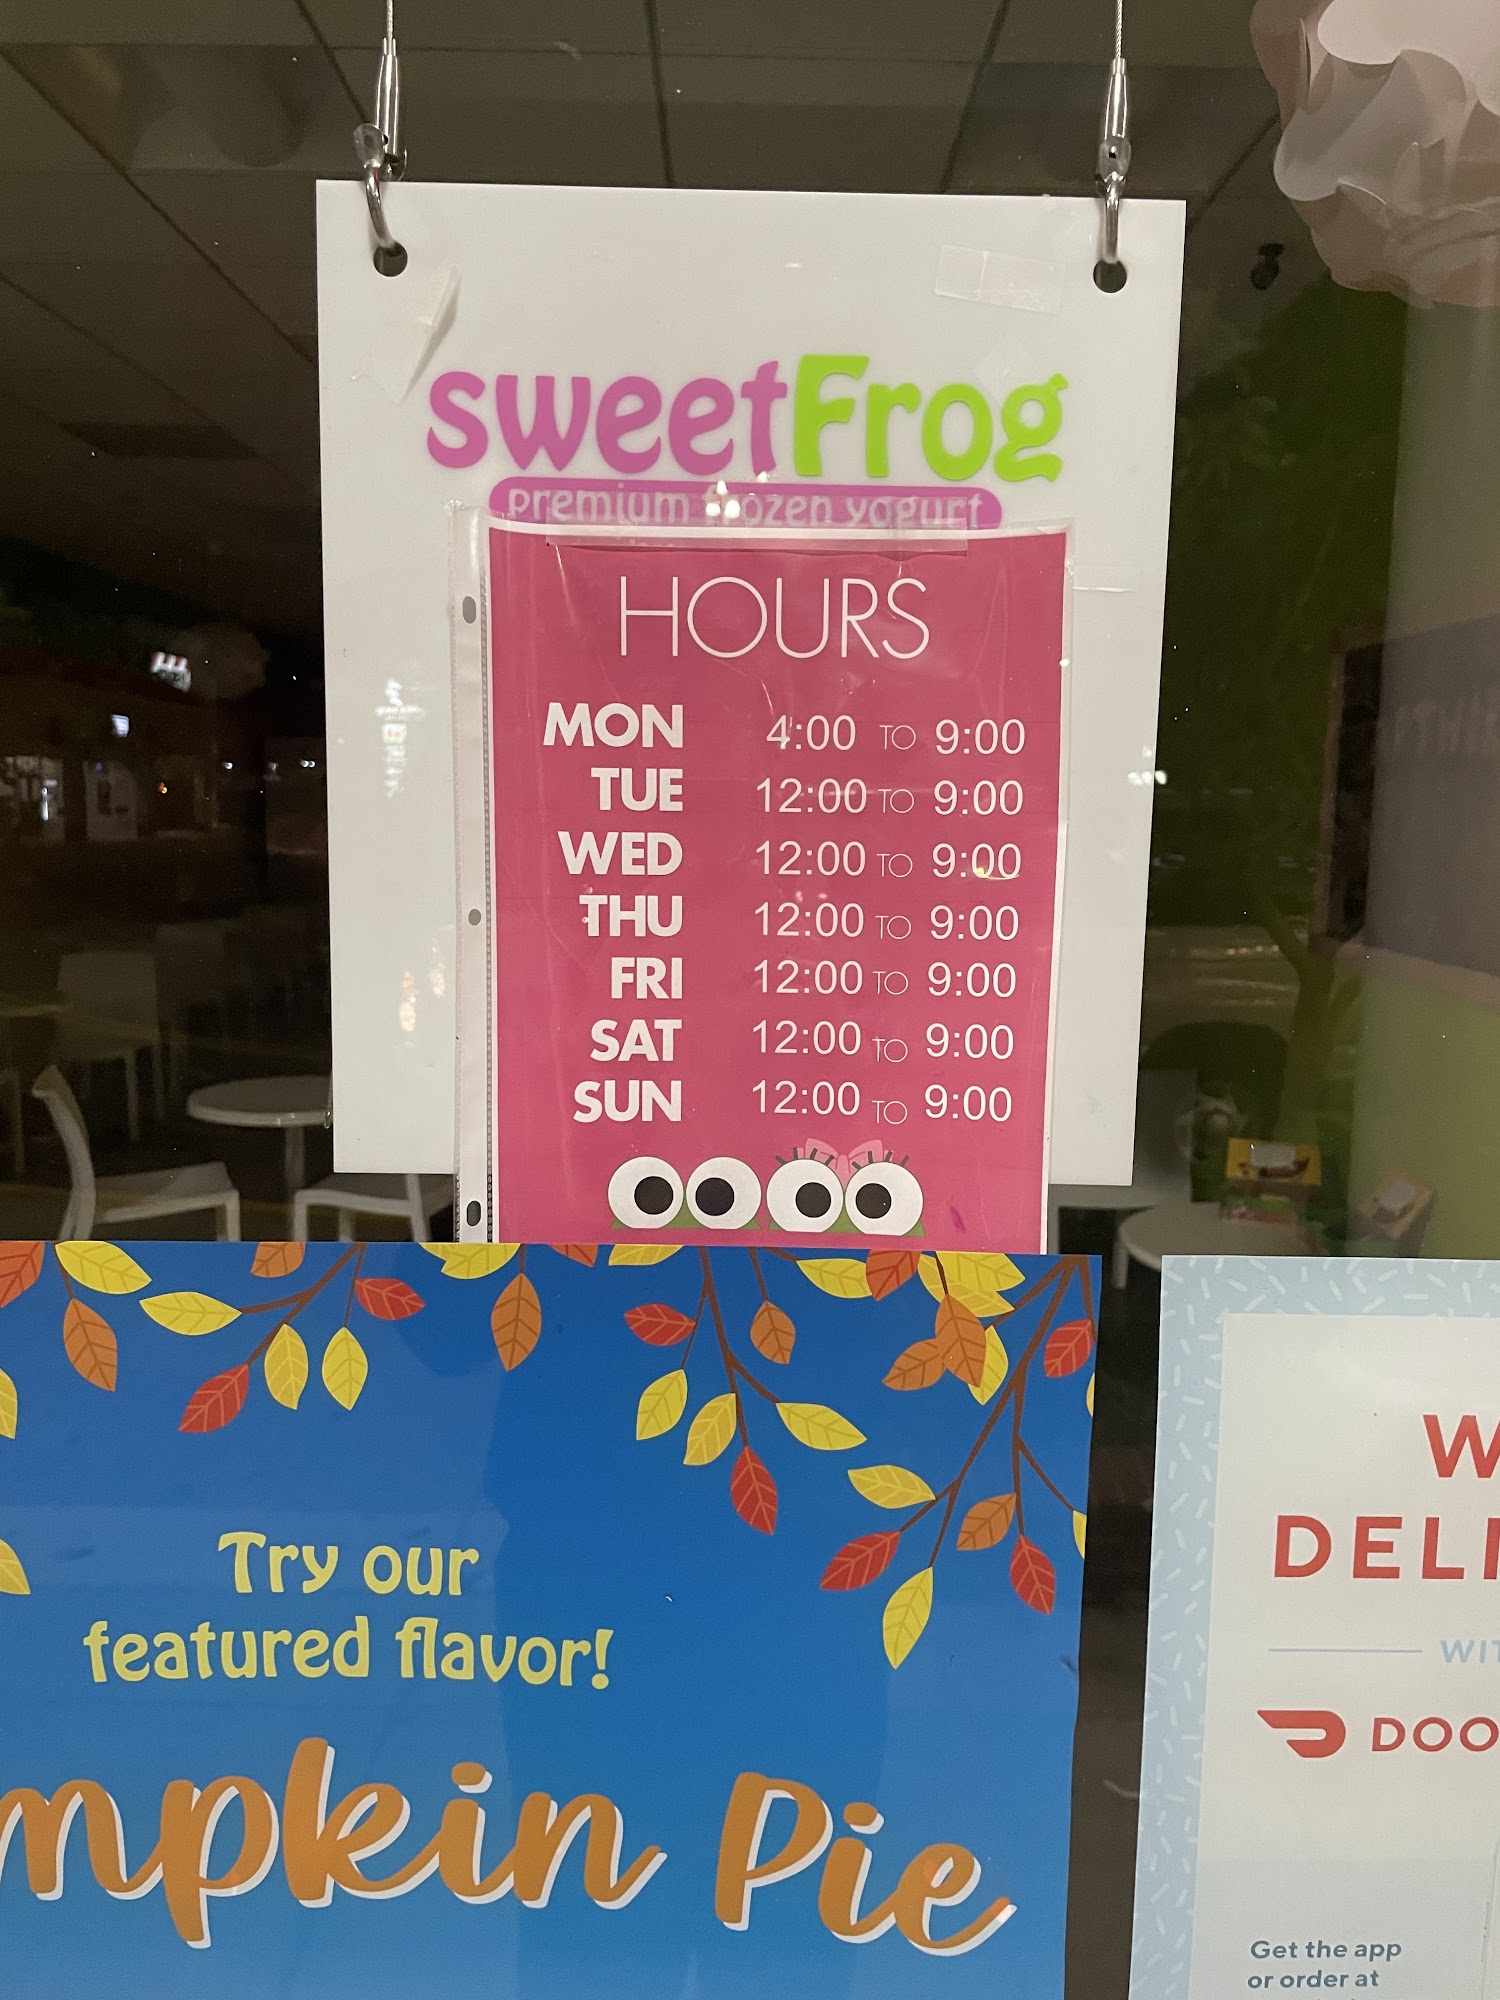 sweetFrog
premium frozen yogurt
HOURS
MON 4:00 TO 9:00
TUE 12:00 TO 9:00
WED 12:00 TO 9:00
THU 12:00 TO 9:00
FRI 12:00 TO 9:00
SAT 12:00 TO 9:00
SUN 12:00 TO 9:00
Try our
featured flavor!
mpkin Pie
W
DELI
WIT
DOO
Get the app
or order at